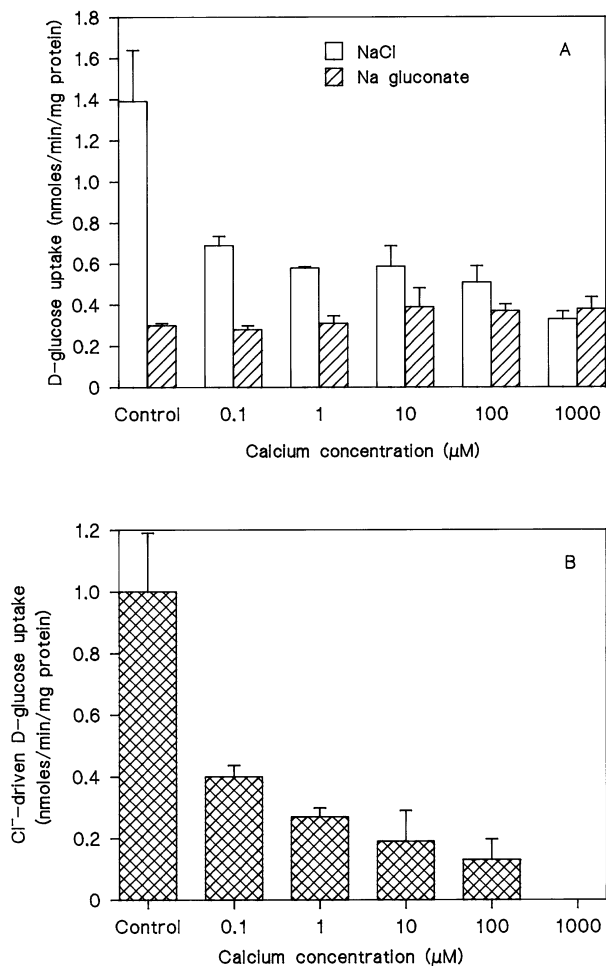 1.8
1.6
1.4
1.2
1.0
0.8
0.6
0.4
0.2
0
D-glucose uptake (nmoles/min/mg protein)
NaCl
Na gluconate
A
Control 0.1 1 10 100 1000
Calcium concentration (µM)
1.2
1.0
0.8
0.6
0.4
0.2
0
Cl⁻-driven D-glucose uptake
(nmoles/min/mg protein)
B
Control 0.1 1 10 100 1000
Calcium concentration (µM)